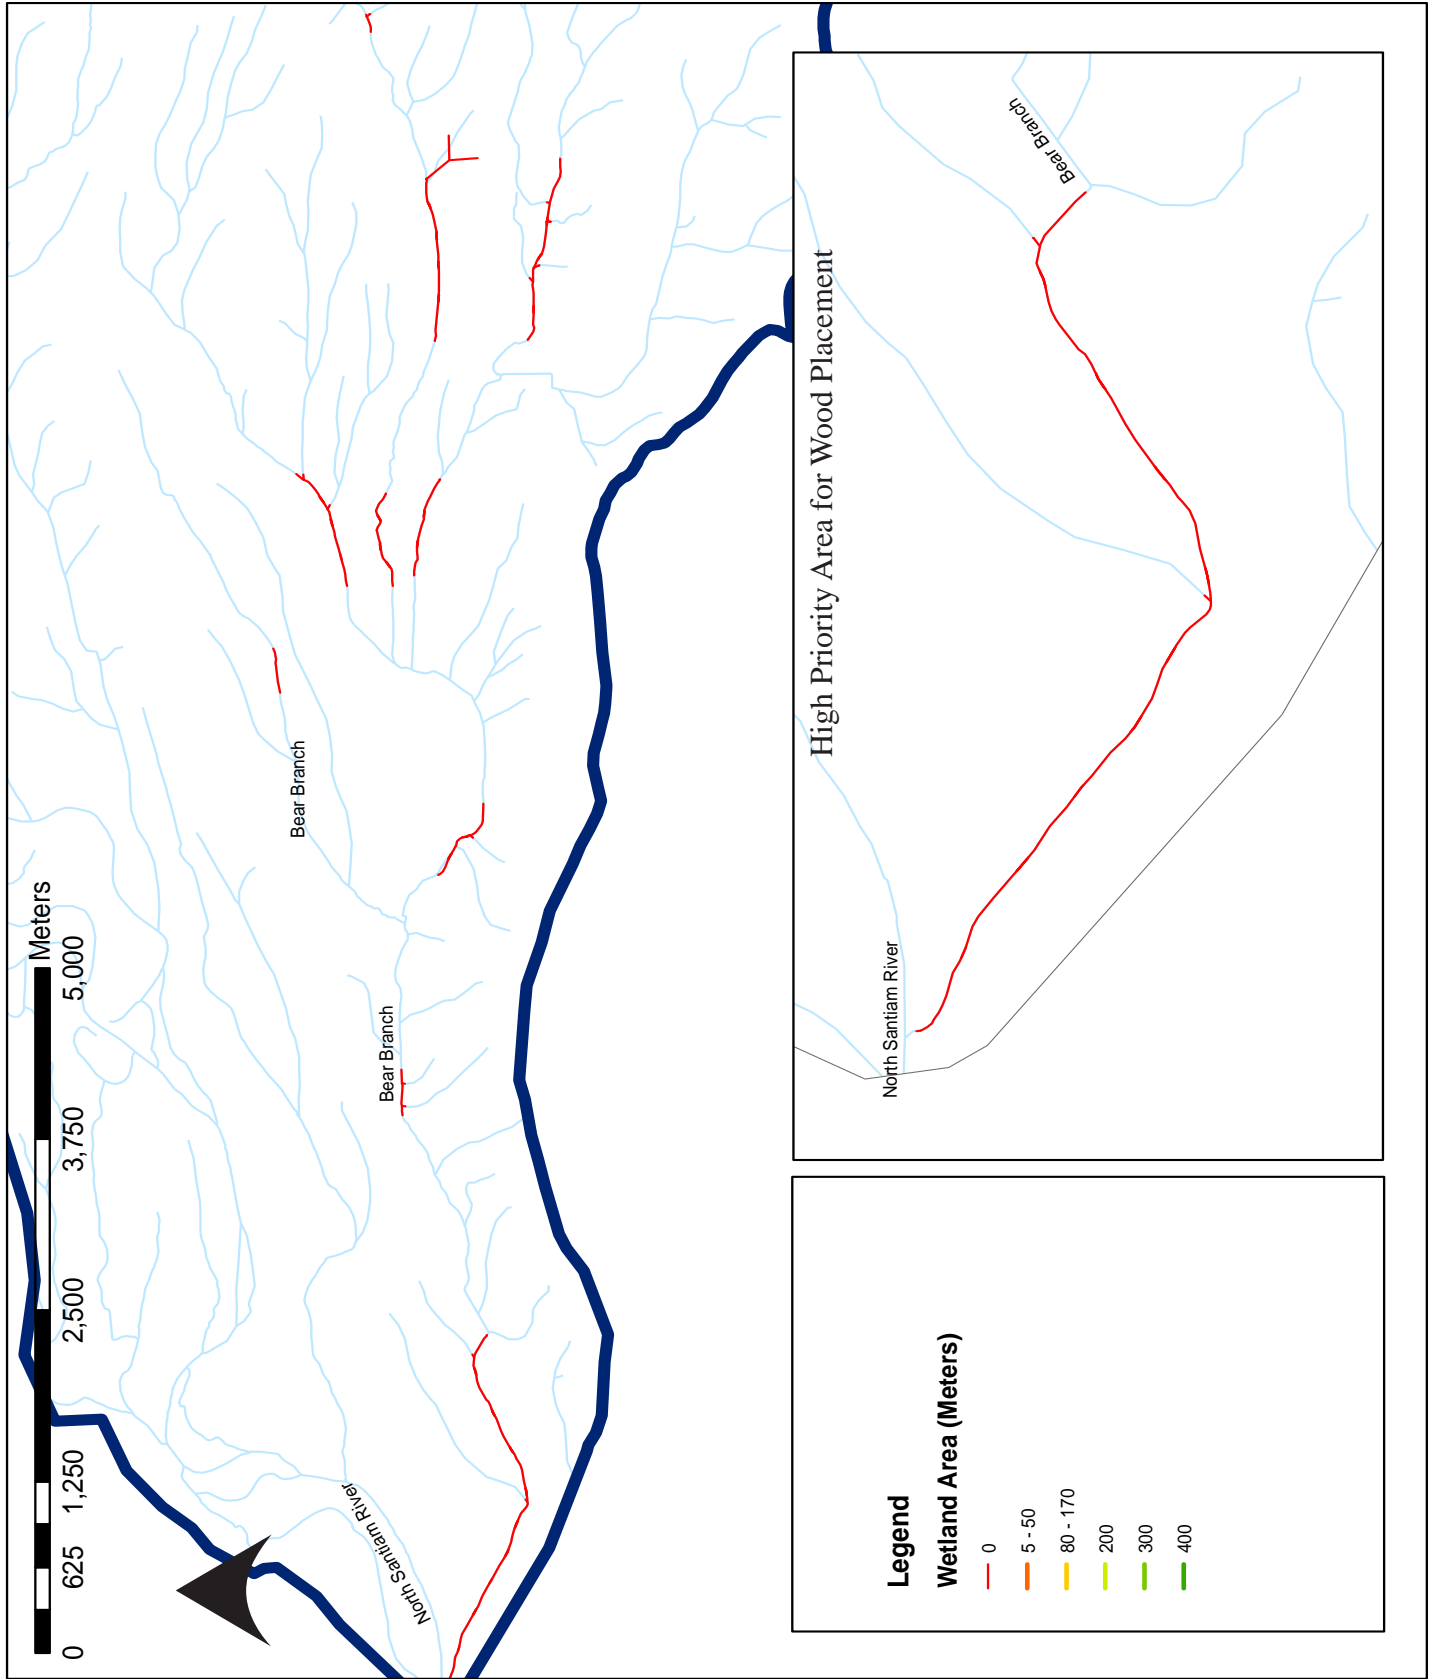 0 625 1,250 2,500 3,750 5,000
Meters
North Santiam River
Bear Branch
Bear Branch
High Priority Area for Wood Placement
North Santiam River
Bear Branch
Legend
Wetland Area (Meters)
0
5 - 50
80 - 170
200
300
400